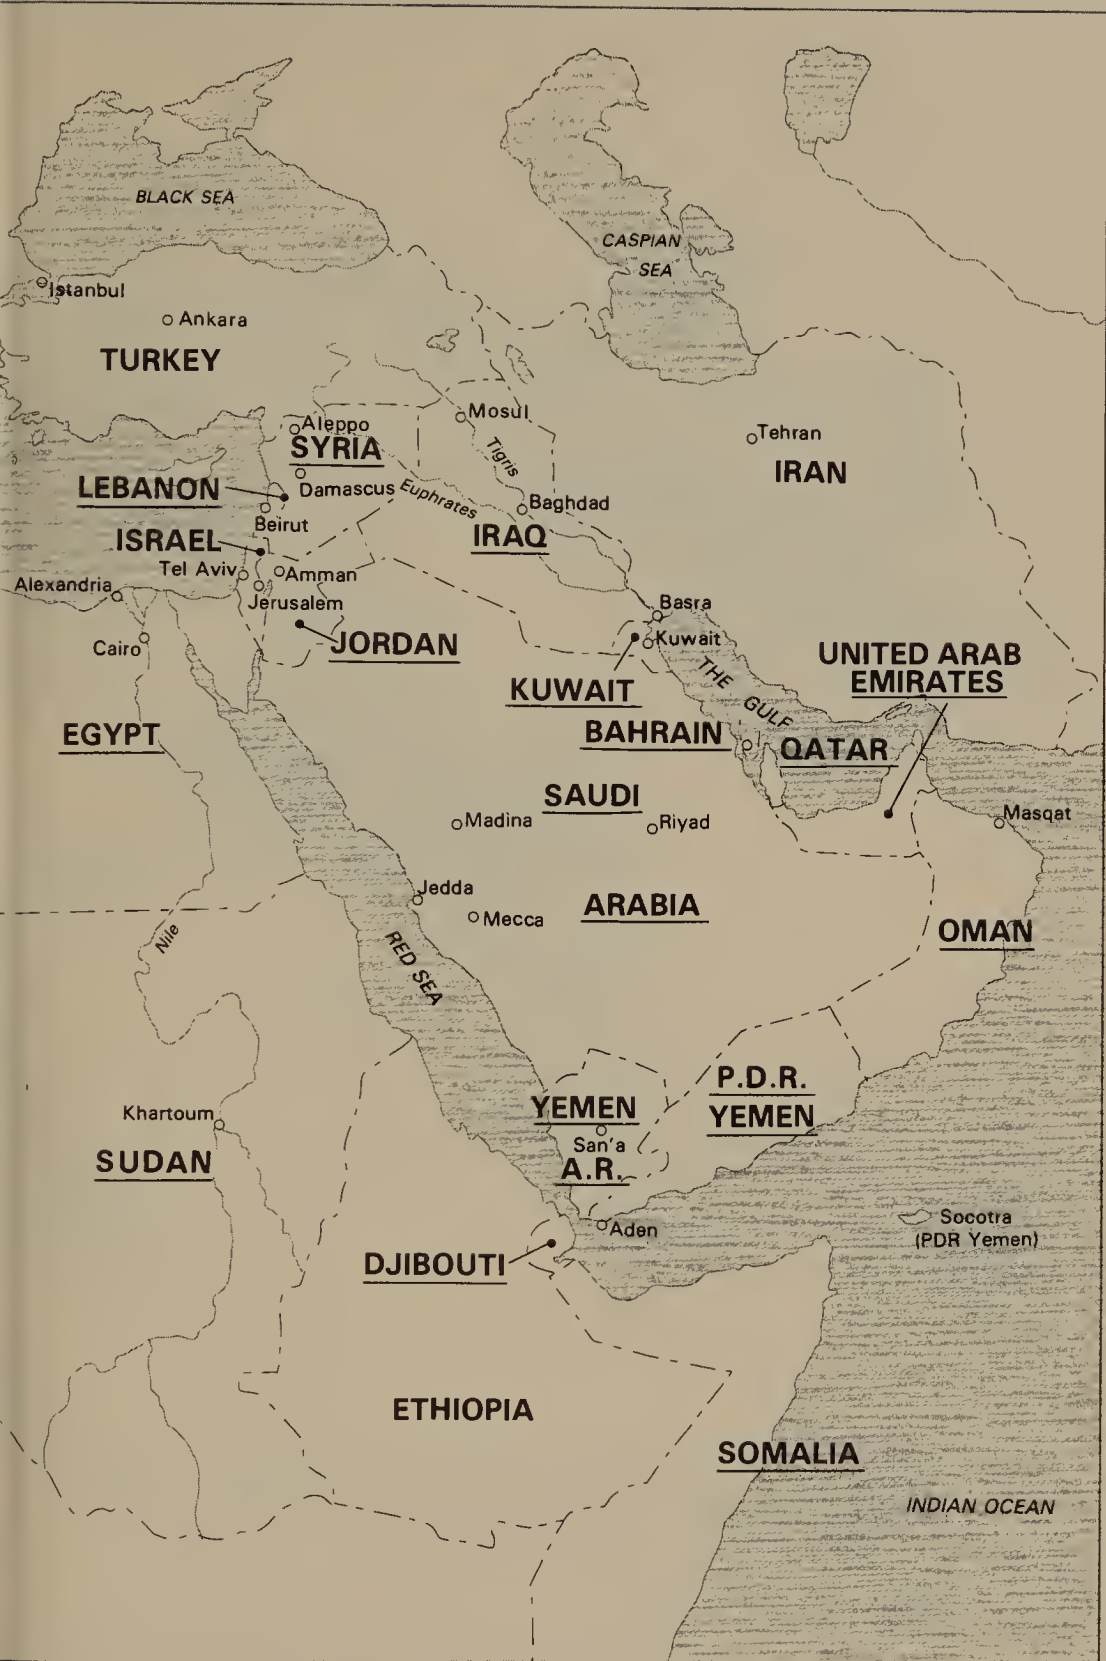 BLACK SEA
CASPIAN
SEA
Istanbul
Ankara
TURKEY
Mosul
Aleppo
Tehran
SYRIA
Tigris
IRAN
LEBANON
Damascus
Euphrates
Baghdad
Beirut
IRAQ
ISRAEL
Tel Aviv
Amman
Alexandria
Jerusalem
Basra
Cairo
JORDAN
Kuwait
UNITED ARAB
EMIRATES
THE GULF
KUWAIT
EGYPT
BAHRAIN
QATAR
SAUDI
Madina
Riyad
Masqat
Jedda
Mecca
ARABIA
OMAN
Nile
RED SEA
P.D.R.
YEMEN
YEMEN
Khartoum
San'a
A.R.
SUDAN
Socotra
(PDR Yemen)
Aden
DJIBOUTI
ETHIOPIA
SOMALIA
INDIAN OCEAN